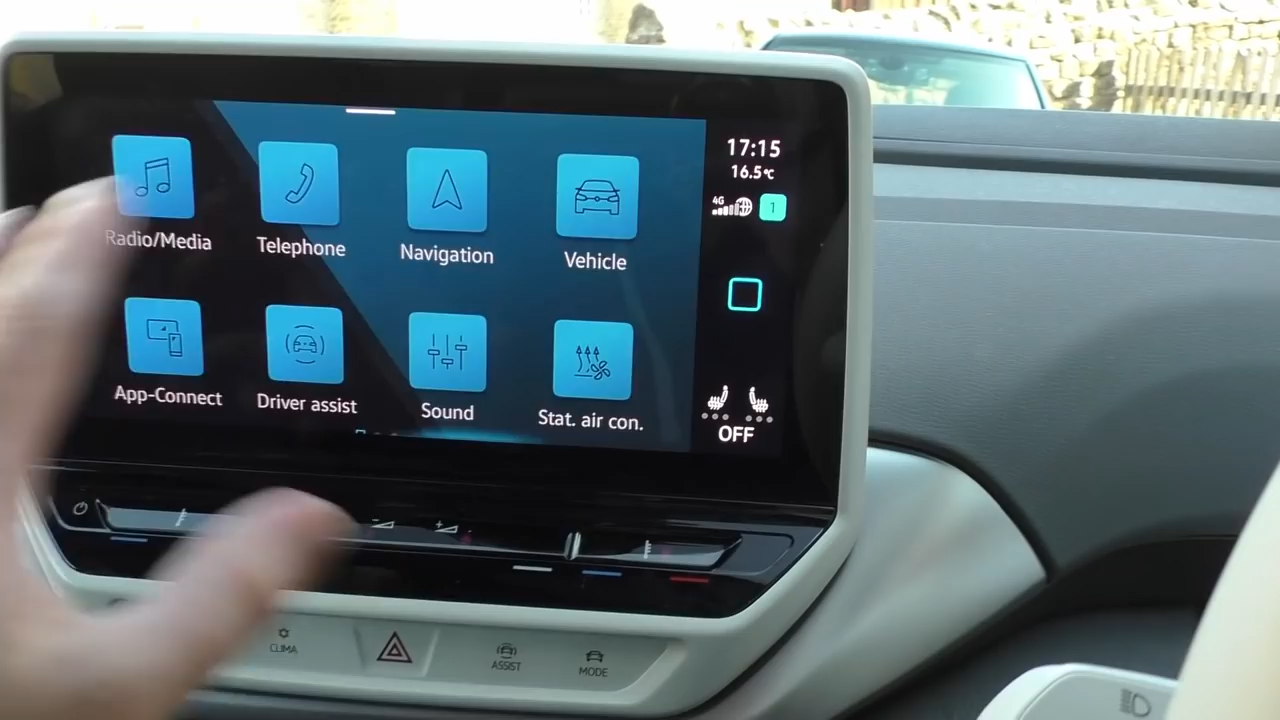 17:15
16.5°C
4G
1
Radio/Media
Telephone
Navigation
Vehicle
App-Connect
Driver assist
Sound
Stat. air con.
OFF
CLIMA
ASSIST
MODE